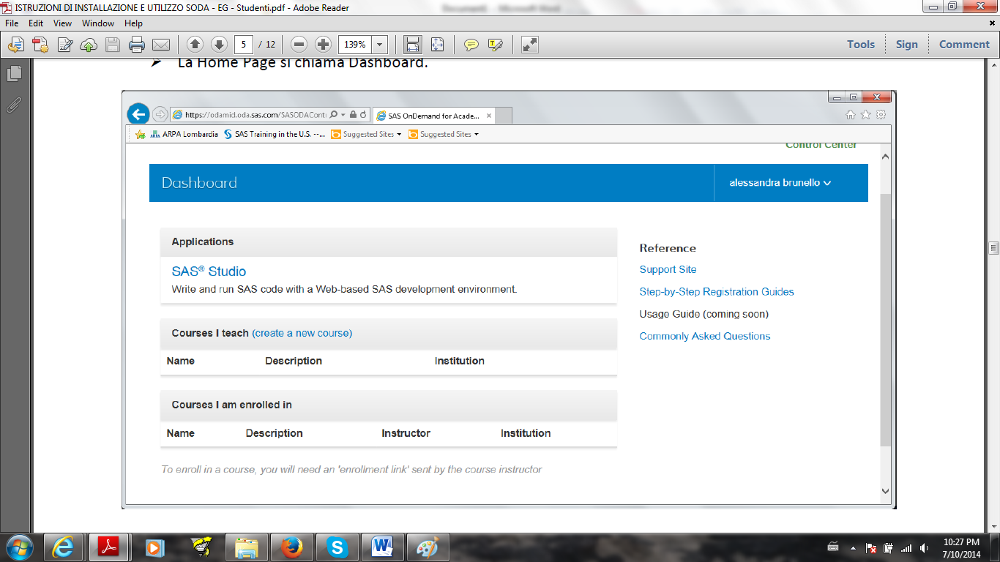 ISTRUZIONI DI INSTALLAZIONE E UTILIZZO SODA - EG - Studenti.pdf - Adobe Reader
Document1 - Microsoft Word
File Edit View Window Help
5 / 12 139% Tools Sign Comment
La Home Page si chiama Dashboard.
https://odamid.oda.sas.com/SASODAConti SAS OnDemand for Acade...
ARPA Lombardia SAS Training in the U.S. --... Suggested Sites Suggested Sites
Control Center
Dashboard alessandra brunello
Applications
SAS® Studio
Write and run SAS code with a Web-based SAS development environment.
Courses I teach (create a new course)
Name Description Institution
Courses I am enrolled in
Name Description Instructor Institution
To enroll in a course, you will need an 'enrollment link' sent by the course instructor
Reference
Support Site
Step-by-Step Registration Guides
Usage Guide (coming soon)
Commonly Asked Questions
10:27 PM
7/10/2014